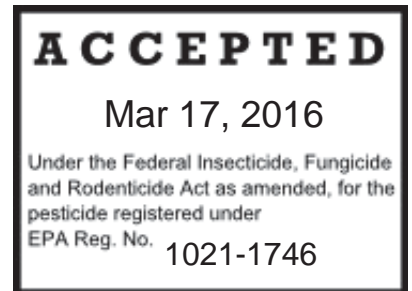 ACCEPTED
Mar 17, 2016
Under the Federal Insecticide, Fungicide
and Rodenticide Act as amended, for the
pesticide registered under
EPA Reg. No. 1021-1746